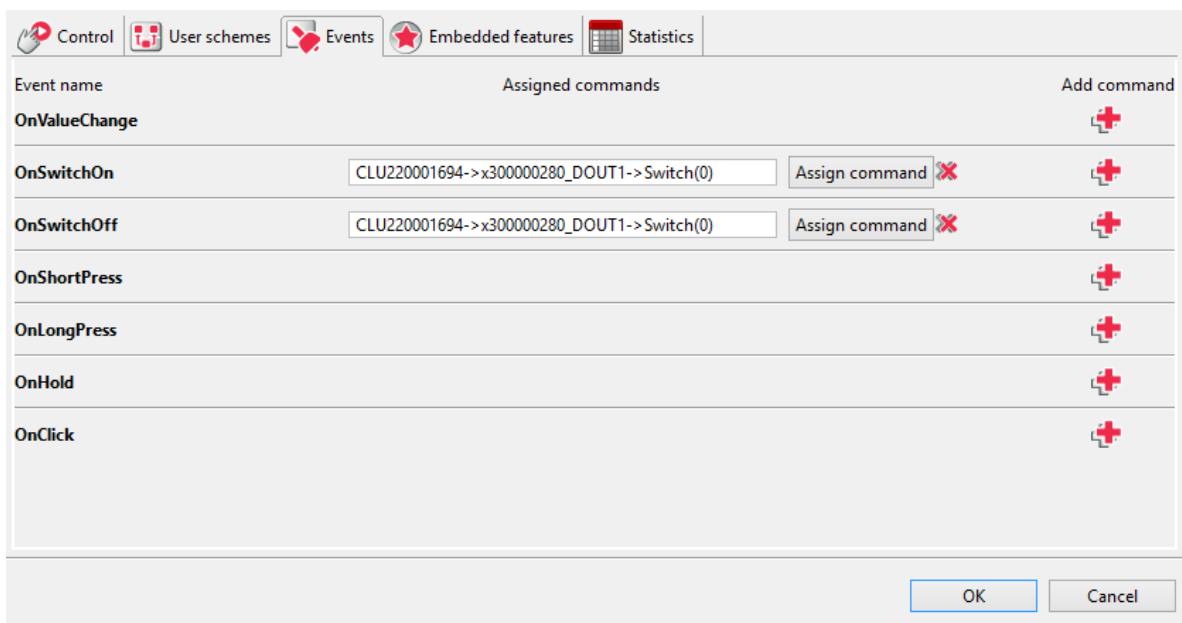 Control User schemes Events Embedded features Statistics
Event name Assigned commands Add command
OnValueChange
OnSwitchOn CLU220001694->x300000280_DOUT1->Switch(0) Assign command
OnSwitchOff CLU220001694->x300000280_DOUT1->Switch(0) Assign command
OnShortPress
OnLongPress
OnHold
OnClick
OK Cancel